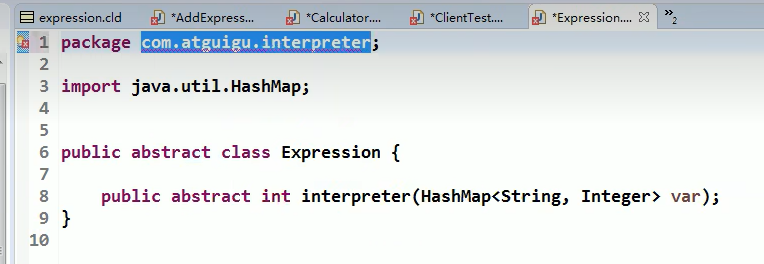 expression.cld *AddExpress... *Calculator.... *ClientTest.... *Expression.... »2
1 package com.atguigu.interpreter;
2
3 import java.util.HashMap;
4
5
6 public abstract class Expression {
7
8     public abstract int interpreter(HashMap<String, Integer> var);
9 }
10